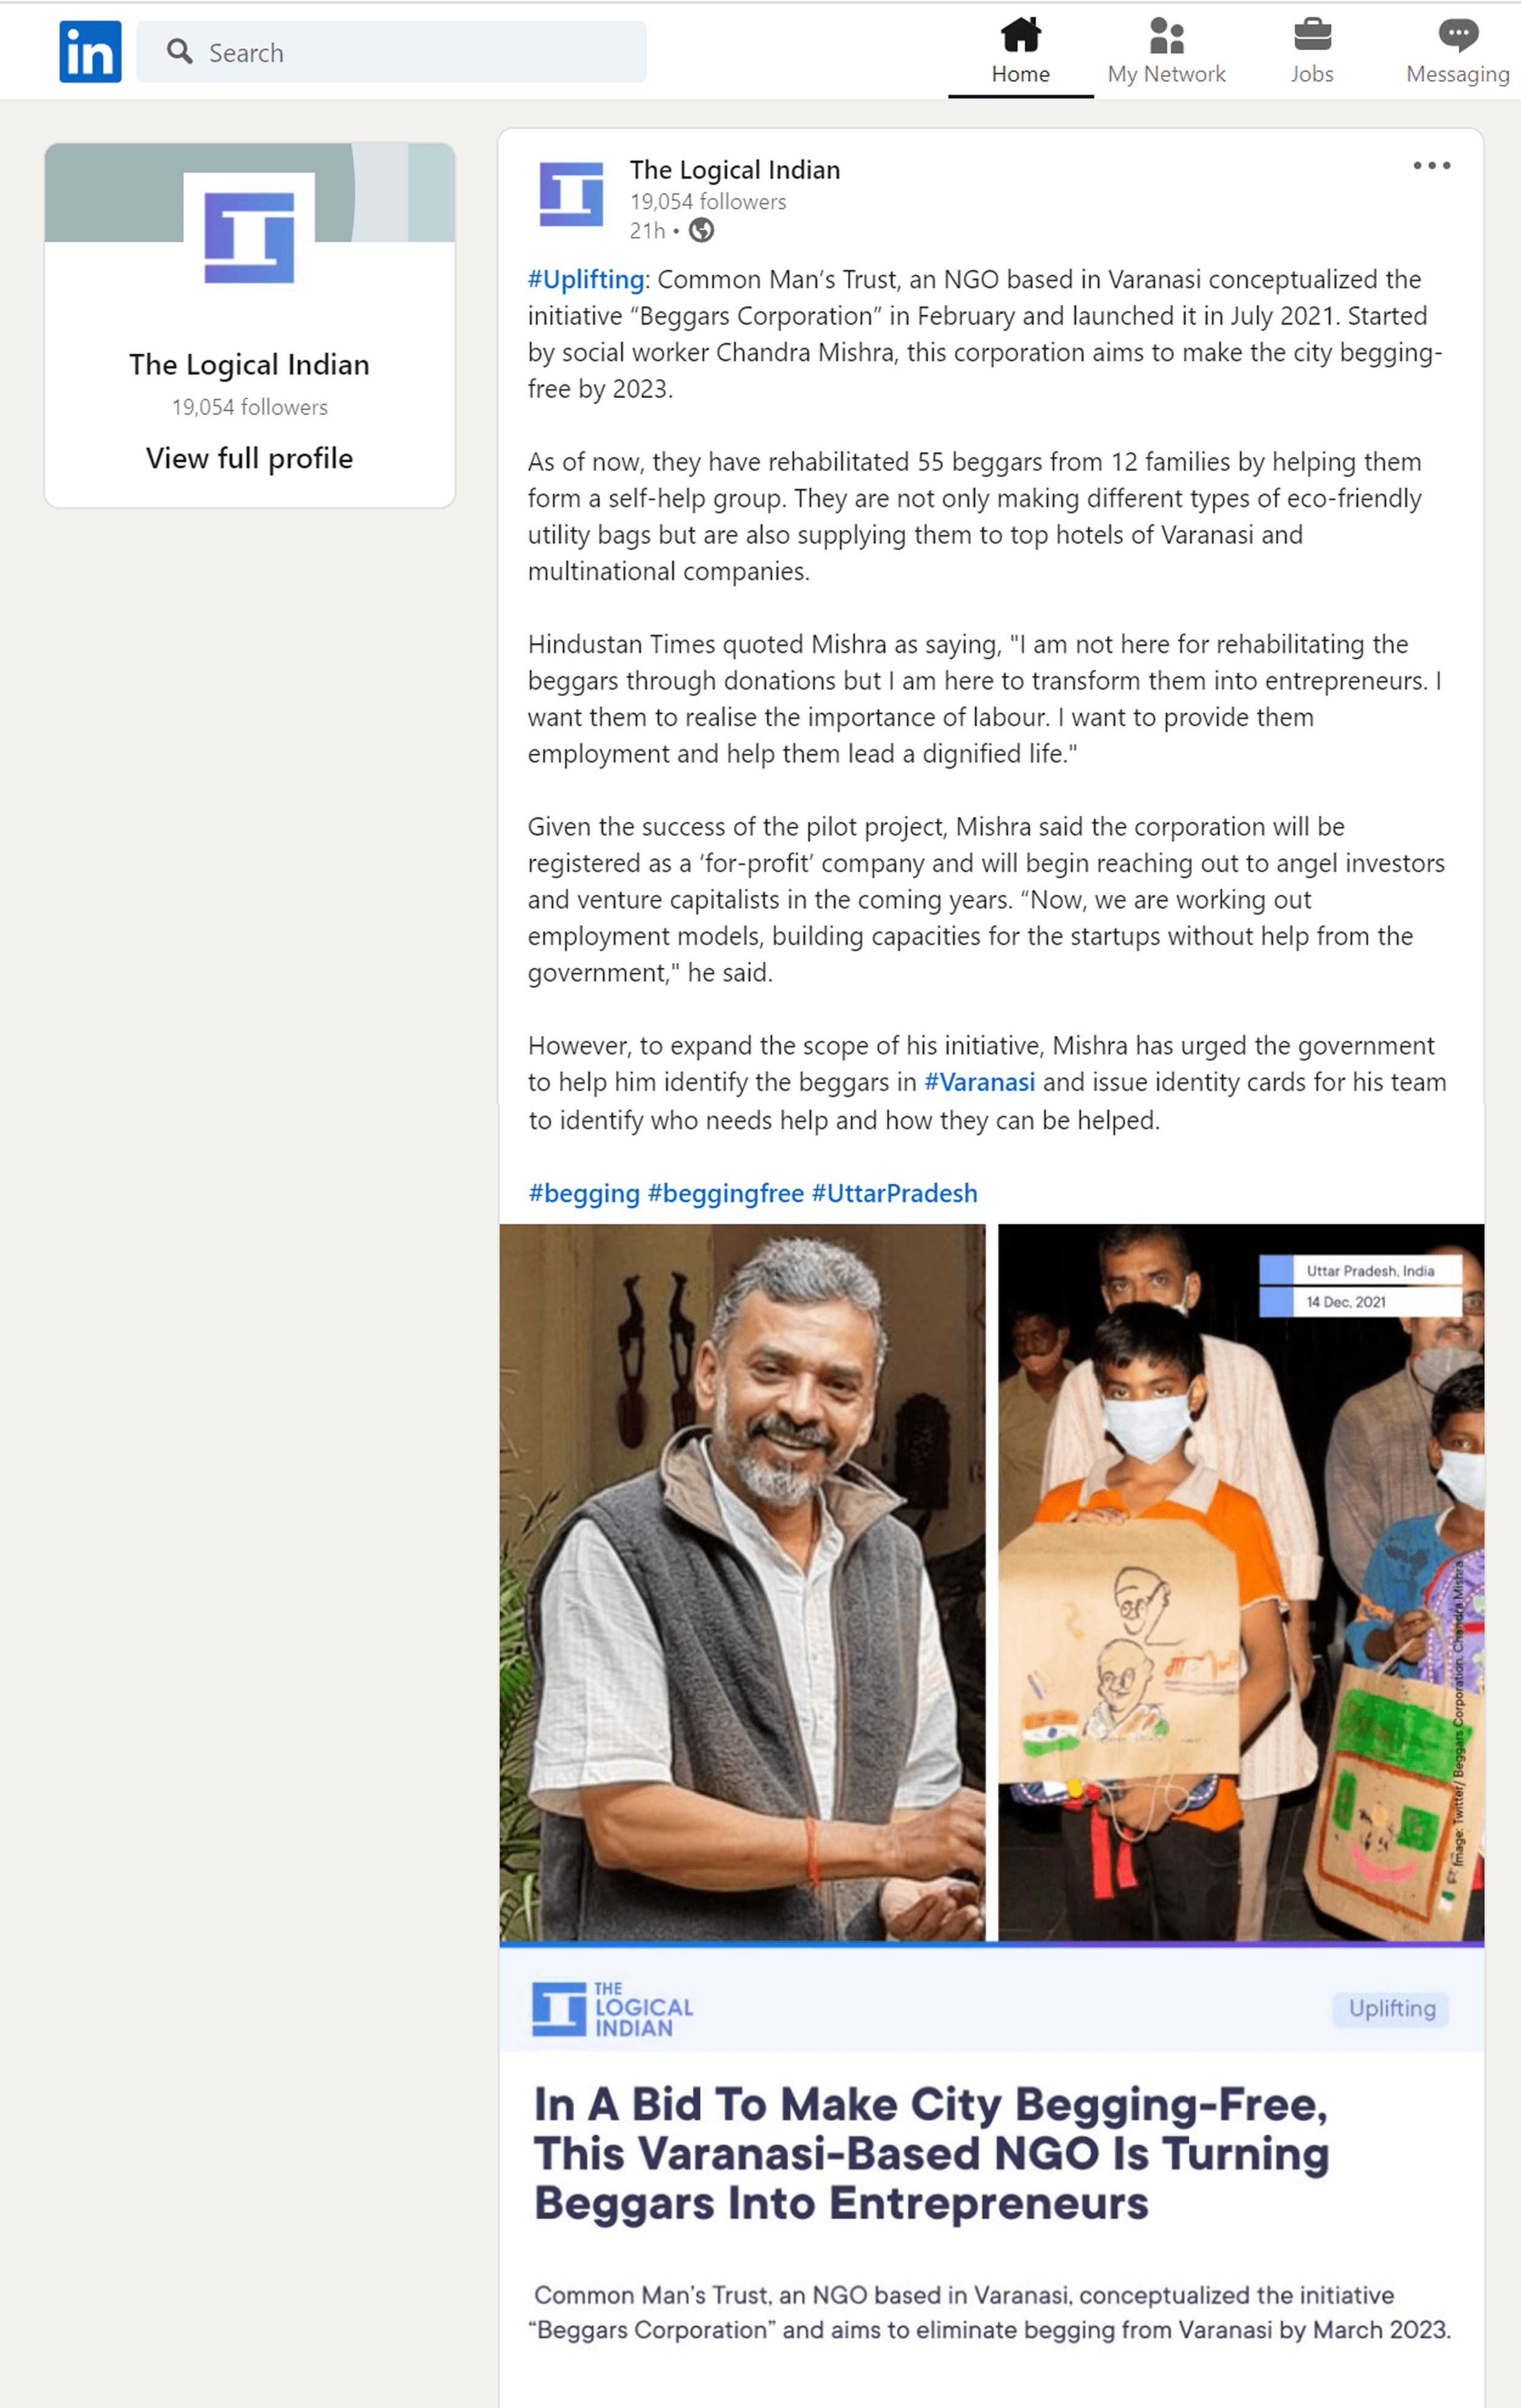 in
Search
Home
My Network
Jobs
Messaging
The Logical Indian
19,054 followers
View full profile
The Logical Indian
19,054 followers
21h •
#Uplifting: Common Man’s Trust, an NGO based in Varanasi conceptualized the
initiative “Beggars Corporation” in February and launched it in July 2021. Started
by social worker Chandra Mishra, this corporation aims to make the city begging-
free by 2023.
As of now, they have rehabilitated 55 beggars from 12 families by helping them
form a self-help group. They are not only making different types of eco-friendly
utility bags but are also supplying them to top hotels of Varanasi and
multinational companies.
Hindustan Times quoted Mishra as saying, "I am not here for rehabilitating the
beggars through donations but I am here to transform them into entrepreneurs. I
want them to realise the importance of labour. I want to provide them
employment and help them lead a dignified life."
Given the success of the pilot project, Mishra said the corporation will be
registered as a ‘for-profit’ company and will begin reaching out to angel investors
and venture capitalists in the coming years. “Now, we are working out
employment models, building capacities for the startups without help from the
government," he said.
However, to expand the scope of his initiative, Mishra has urged the government
to help him identify the beggars in #Varanasi and issue identity cards for his team
to identify who needs help and how they can be helped.
#begging #beggingfree #UttarPradesh
Uttar Pradesh, India
14 Dec, 2021
Image: Twitter/ Beggars Corporation, Chandra Mishra
THE
LOGICAL
INDIAN
Uplifting
In A Bid To Make City Begging-Free,
This Varanasi-Based NGO Is Turning
Beggars Into Entrepreneurs
Common Man’s Trust, an NGO based in Varanasi, conceptualized the initiative
“Beggars Corporation” and aims to eliminate begging from Varanasi by March 2023.